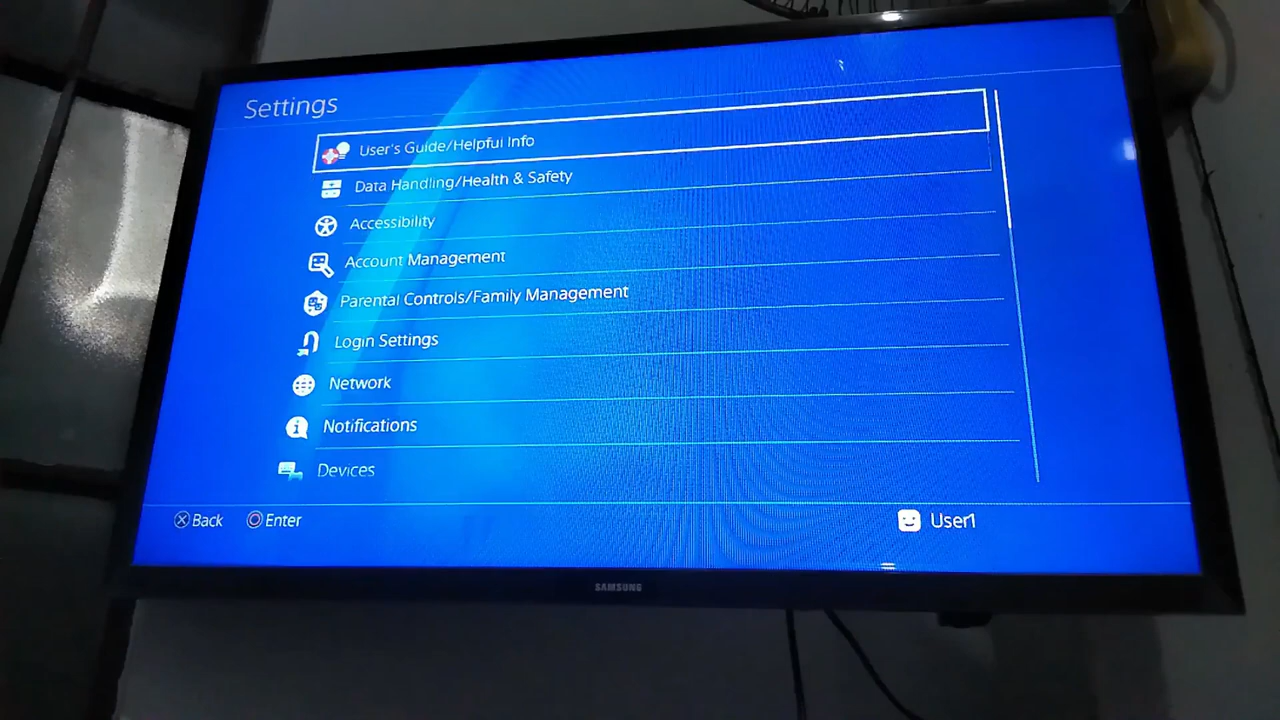 Settings
User's Guide/Helpful Info
Data Handling/Health & Safety
Accessibility
Account Management
Parental Controls/Family Management
Login Settings
Network
Notifications
Devices
Back Enter User1
SAMSUNG